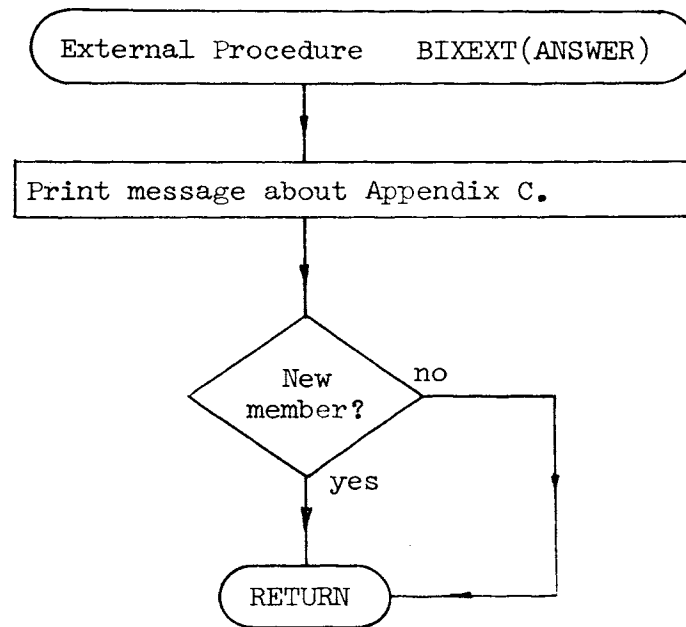 External Procedure BIXEXT(ANSWER)
Print message about Appendix C.
New
member?
no
yes
RETURN